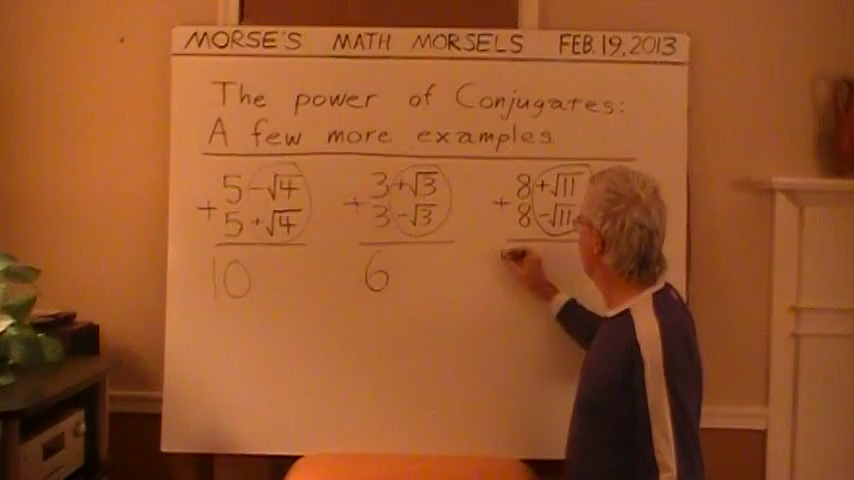 MORSE'S MATH MORSELS FEB. 19, 2013
The power of Conjugates:
A few more examples
5 -√4 3 +√3 8 +√11
+ 5 +√4 + 3 -√3 + 8 -√11
10 6